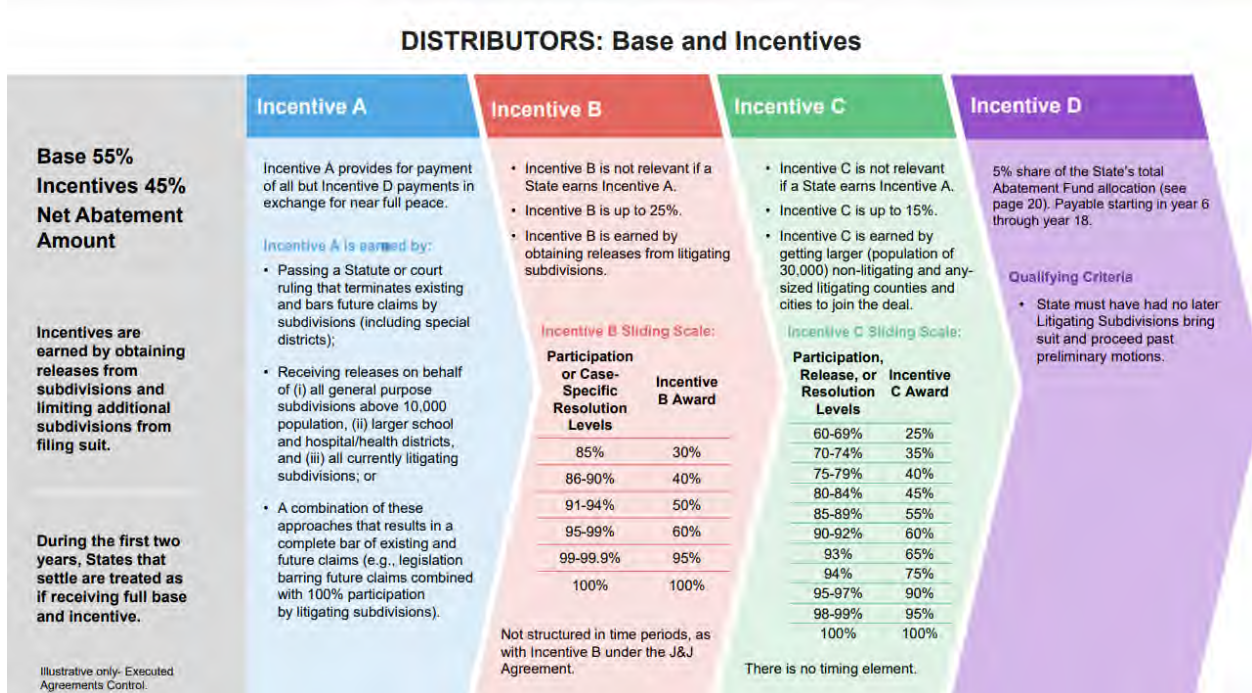 DISTRIBUTORS: Base and Incentives
Base 55%
Incentives 45%
Net Abatement
Amount
Incentives are
earned by obtaining
releases from
subdivisions and
limiting additional
subdivisions from
filing suit.
During the first two
years, States that
settle are treated as
if receiving full base
and incentive.
Illustrative only- Executed
Agreements Control.
Incentive A
Incentive A provides for payment
of all but Incentive D payments in
exchange for near full peace.
Incentive A is earned by:
• Passing a Statute or court
ruling that terminates existing
and bars future claims by
subdivisions (including special
districts);
• Receiving releases on behalf
of (i) all general purpose
subdivisions above 10,000
population, (ii) larger school
and hospital/health districts,
and (iii) all currently litigating
subdivisions; or
• A combination of these
approaches that results in a
complete bar of existing and
future claims (e.g., legislation
barring future claims combined
with 100% participation
by litigating subdivisions).
Incentive B
• Incentive B is not relevant if a
State earns Incentive A.
• Incentive B is up to 25%.
• Incentive B is earned by
obtaining releases from litigating
subdivisions.
Incentive B Sliding Scale:
Participation
or Case-
Specific
Resolution
Levels
Incentive
B Award
85% 30%
86-90% 40%
91-94% 50%
95-99% 60%
99-99.9% 95%
100% 100%
Not structured in time periods, as
with Incentive B under the J&J
Agreement.
Incentive C
• Incentive C is not relevant
if a State earns Incentive A.
• Incentive C is up to 15%.
• Incentive C is earned by
getting larger (population of
30,000) non-litigating and any-
sized litigating counties and
cities to join the deal.
Incentive C Sliding Scale:
Participation,
Release, or
Resolution
Levels
Incentive
C Award
60-69% 25%
70-74% 35%
75-79% 40%
80-84% 45%
85-89% 55%
90-92% 60%
93% 65%
94% 75%
95-97% 90%
98-99% 95%
100% 100%
There is no timing element.
Incentive D
5% share of the State's total
Abatement Fund allocation (see
page 20). Payable starting in year 6
through year 18.
Qualifying Criteria
• State must have had no later
Litigating Subdivisions bring
suit and proceed past
preliminary motions.